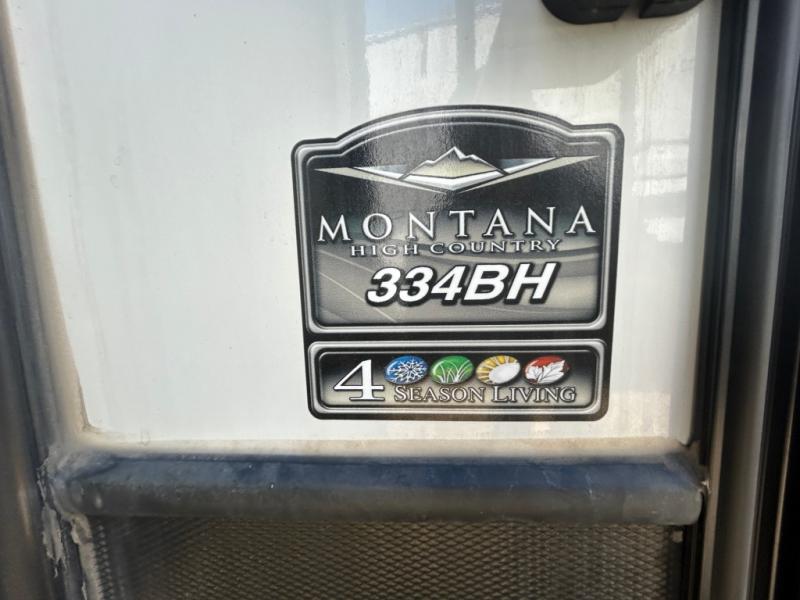 MONTANA
HIGH COUNTRY
334BH
4 SEASON LIVING